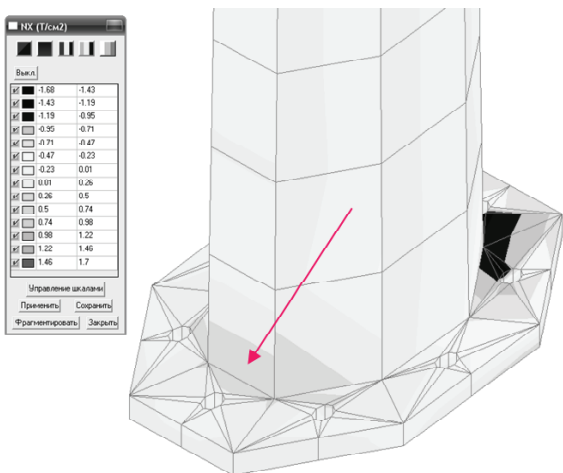 NX (Т/см2)
Выкл.
-1.68 -1.43
-1.43 -1.19
-1.19 -0.95
-0.95 -0.71
-0.71 -0.47
-0.47 -0.23
-0.23 0.01
0.01 0.26
0.26 0.5
0.5 0.74
0.74 0.98
0.98 1.22
1.22 1.46
1.46 1.7
Управление шкалами
Применить Сохранить
Фрагментировать Закрыть